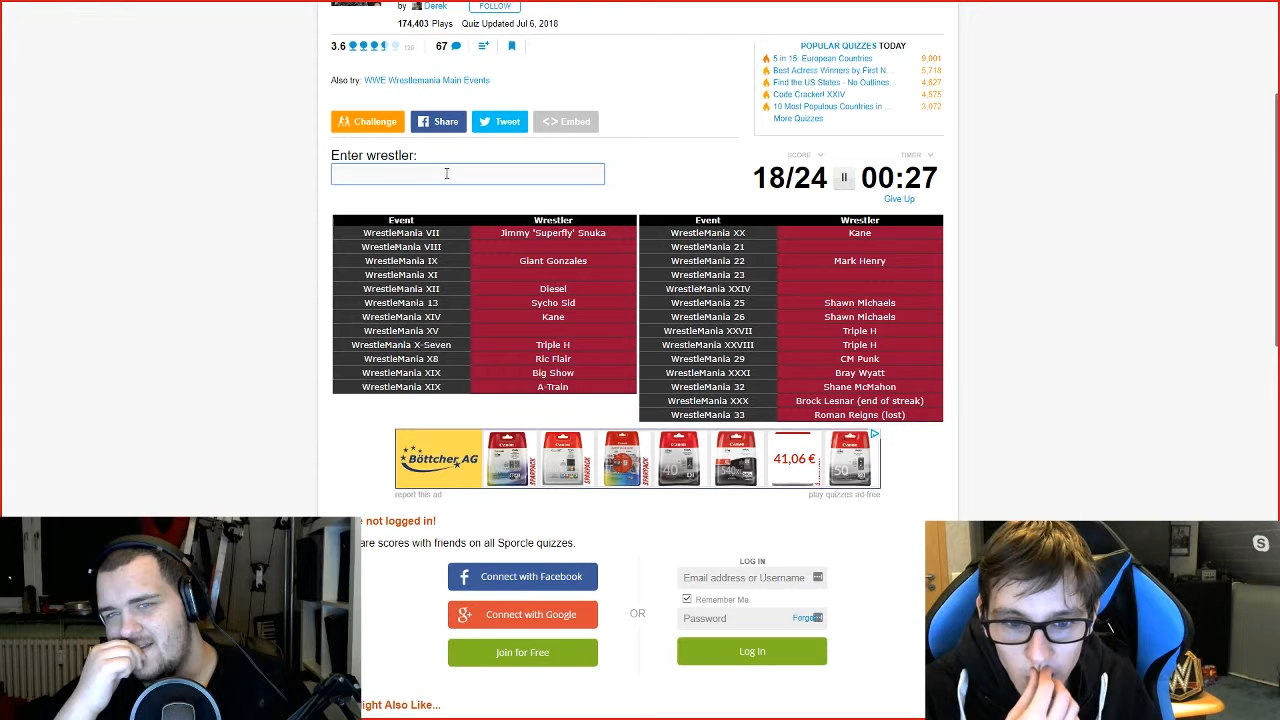 by Derek FOLLOW
174,403 Plays Quiz Updated Jul 6, 2018
3.6 120 67
POPULAR QUIZZES TODAY
5 in 15: European Countries 9,001
Best Actress Winners by First N... 5,718
Find the US States - No Outlines... 4,627
Code Cracker! XXIV 4,575
10 Most Populous Countries in ... 3,072
More Quizzes
Also try: WWE Wrestlemania Main Events
Challenge Share Tweet <> Embed
Enter wrestler:
SCORE TIMER
18/24 00:27
Give Up
Event Wrestler
WrestleMania VII Jimmy 'Superfly' Snuka
WrestleMania VIII
WrestleMania IX Giant Gonzales
WrestleMania XI
WrestleMania XII Diesel
WrestleMania 13 Sycho Sid
WrestleMania XIV Kane
WrestleMania XV
WrestleMania X-Seven Triple H
WrestleMania X8 Ric Flair
WrestleMania XIX Big Show
WrestleMania XIX A-Train
Event Wrestler
WrestleMania XX Kane
WrestleMania 21
WrestleMania 22 Mark Henry
WrestleMania 23
WrestleMania XXIV
WrestleMania 25 Shawn Michaels
WrestleMania 26 Shawn Michaels
WrestleMania XXVII Triple H
WrestleMania XXVIII Triple H
WrestleMania 29 CM Punk
WrestleMania XXXI Bray Wyatt
WrestleMania 32 Shane McMahon
WrestleMania XXX Brock Lesnar (end of streak)
WrestleMania 33 Roman Reigns (lost)
BÖTTCHER AG
41,06 €
report this ad play quizzes ad-free
e not logged in!
are scores with friends on all Sporcle quizzes.
Connect with Facebook
Connect with Google
Join for Free
OR
LOG IN
Email address or Username
Remember Me
Password Forgo
Log In
ight Also Like...